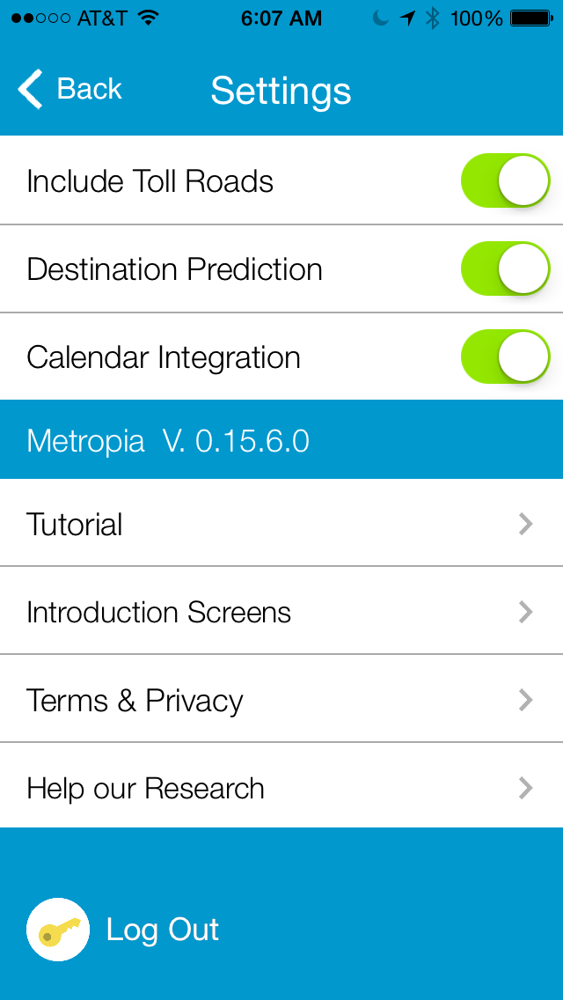 AT&T 6:07 AM 100%
Back Settings
Include Toll Roads
Destination Prediction
Calendar Integration
Metropia V. 0.15.6.0
Tutorial
Introduction Screens
Terms & Privacy
Help our Research
Log Out